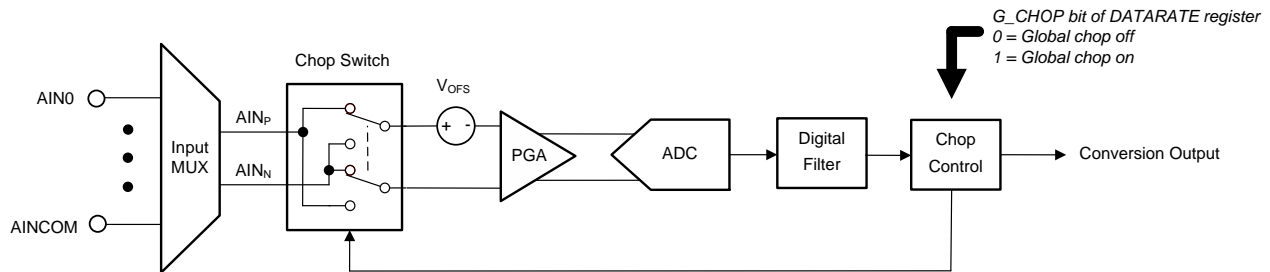 G_CHOP bit of DATARATE register
0 = Global chop off
1 = Global chop on
Chop Switch
VOFS
AIN0
AINP
Input
MUX
AINN
AINCOM
+ -
PGA
ADC
Digital
Filter
Chop
Control
Conversion Output